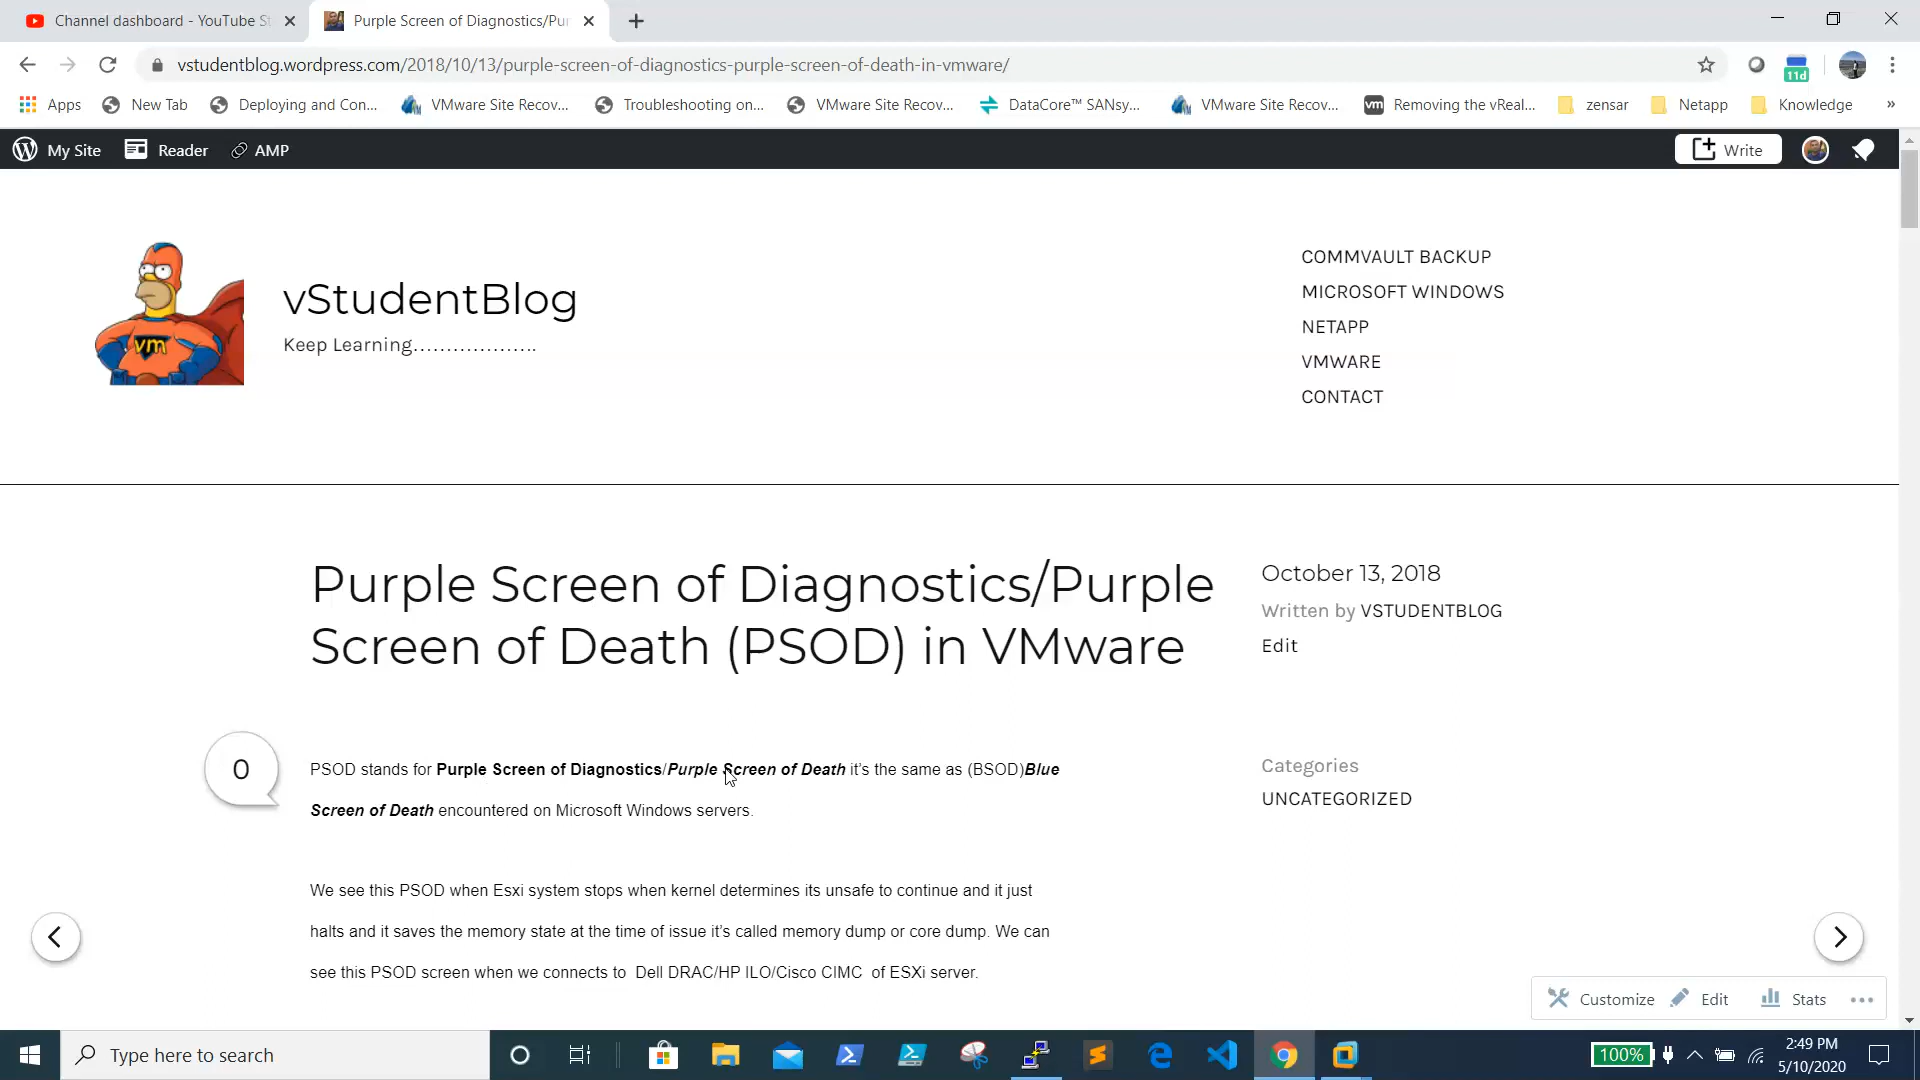 Channel dashboard - YouTube St
Purple Screen of Diagnostics/Pur
vstudentblog.wordpress.com/2018/10/13/purple-screen-of-diagnostics-purple-screen-of-death-in-vmware/
11d
Apps
New Tab
Deploying and Con...
VMware Site Recov...
Troubleshooting on...
VMware Site Recov...
DataCore™ SANsy...
VMware Site Recov...
vm
Removing the vReal...
zensar
Netapp
Knowledge
»
My Site
Reader
AMP
Write
vm
vStudentBlog
Keep Learning...................
COMMVAULT BACKUP
MICROSOFT WINDOWS
NETAPP
VMWARE
CONTACT
Purple Screen of Diagnostics/Purple
Screen of Death (PSOD) in VMware
October 13, 2018
Written by VSTUDENTBLOG
Edit
0
PSOD stands for Purple Screen of Diagnostics/Purple Screen of Death it's the same as (BSOD)Blue
Screen of Death encountered on Microsoft Windows servers.
Categories
UNCATEGORIZED
We see this PSOD when Esxi system stops when kernel determines its unsafe to continue and it just
halts and it saves the memory state at the time of issue it's called memory dump or core dump. We can
see this PSOD screen when we connects to  Dell DRAC/HP ILO/Cisco CIMC  of ESXi server.
Customize
Edit
Stats
Type here to search
100%
2:49 PM
5/10/2020